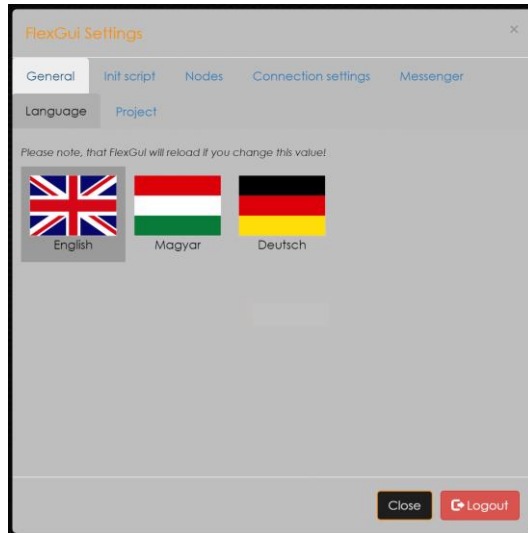 FlexGui Settings ×
General Init script Nodes Connection settings Messenger
Language Project
Please note, that FlexGui will reload if you change this value!
English Magyar Deutsch
Close Logout